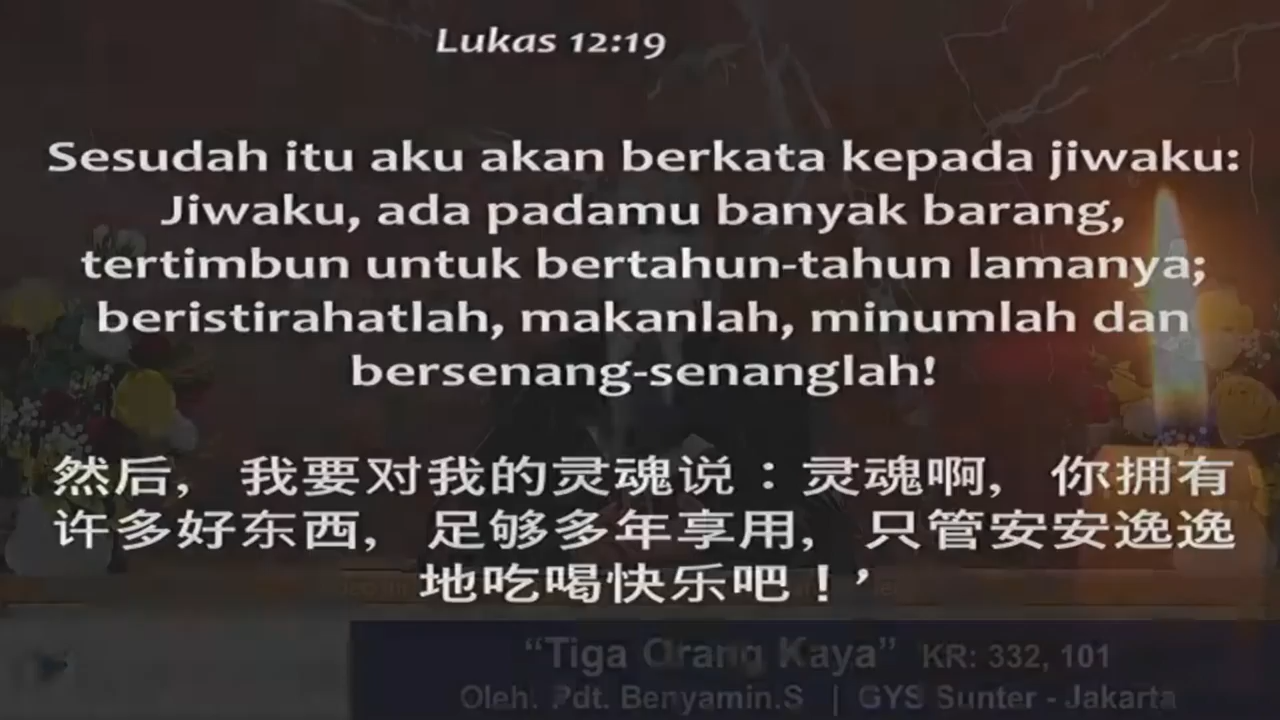 Lukas 12:19
Sesudah itu aku akan berkata kepada jiwaku:
Jiwaku, ada padamu banyak barang,
tertimbun untuk bertahun-tahun lamanya;
beristirahatlah, makanlah, minumlah dan
bersenang-senanglah!
然后，我要对我的灵魂说：灵魂啊，你拥有
许多好东西，足够多年享用，只管安安逸逸
地吃喝快乐吧！’
“Tiga Orang Kaya” KR: 332, 101
Oleh. Pdt. Benyamin.S | GYS Sunter - Jakarta